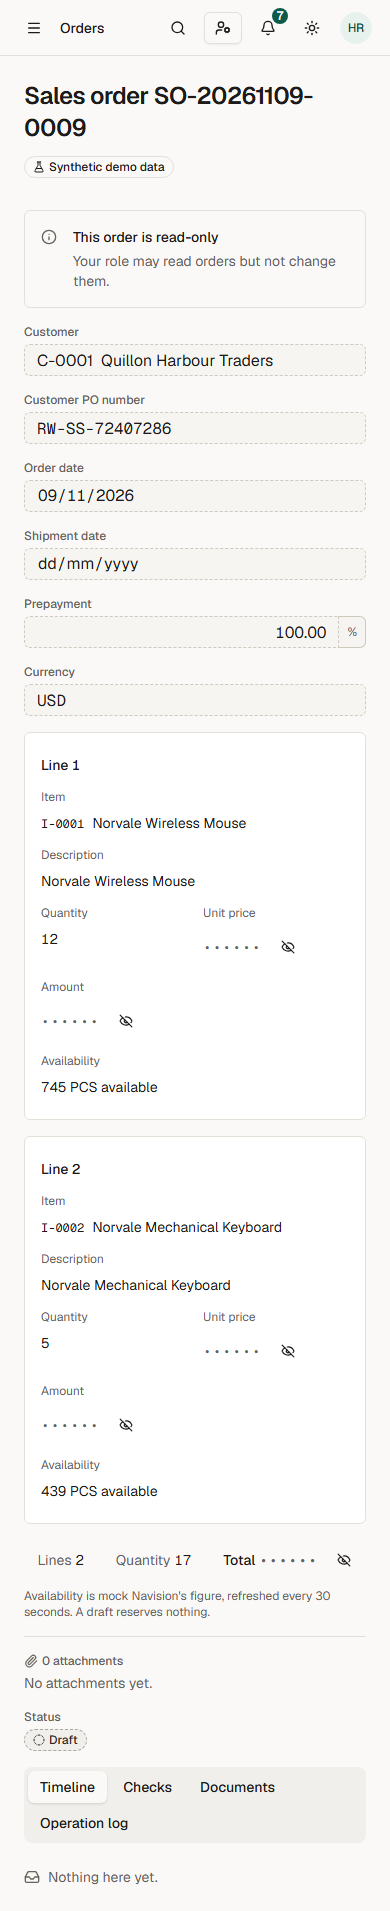 Orders
7
HR
Sales order SO-20261109-
0009
Synthetic demo data
This order is read-only
Your role may read orders but not change
them.
Customer
C-0001 Quillon Harbour Traders
Customer PO number
RW-SS-72407286
Order date
09/11/2026
Shipment date
dd/mm/yyyy
Prepayment
100.00 %
Currency
USD
Line 1
Item
I-0001 Norvale Wireless Mouse
Description
Norvale Wireless Mouse
Quantity Unit price
12 ••••••
Amount
••••••
Availability
745 PCS available
Line 2
Item
I-0002 Norvale Mechanical Keyboard
Description
Norvale Mechanical Keyboard
Quantity Unit price
5 ••••••
Amount
••••••
Availability
439 PCS available
Lines 2 Quantity 17 Total ••••••
Availability is mock Navision's figure, refreshed every 30
seconds. A draft reserves nothing.
0 attachments
No attachments yet.
Status
Draft
Timeline Checks Documents
Operation log
Nothing here yet.